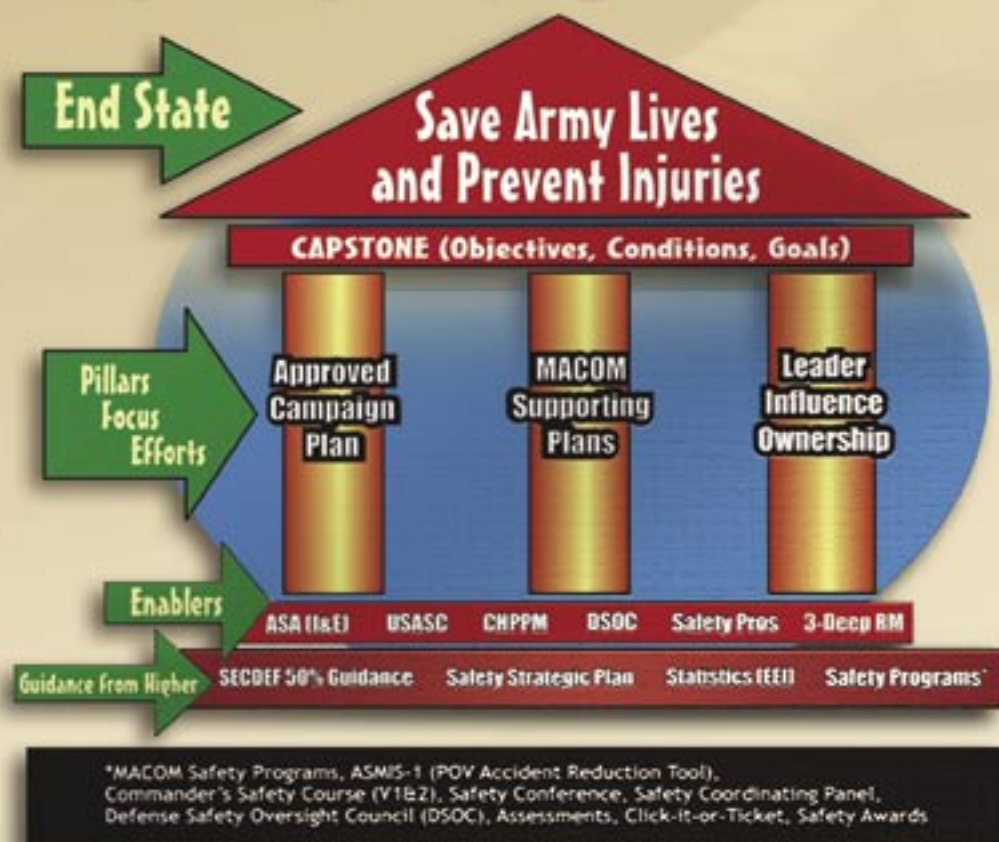 End State
Save Army Lives
and Prevent Injuries
CAPSTONE (Objectives, Conditions, Goals)
Pillars
Focus
Efforts
Approved
Campaign
Plan
MACOM
Supporting
Plans
Leader
Influence
Ownership
Enablers
ASA (I&E) USASC CHPPM DSOC Safety Pros 3-Deep RM
Guidance From Higher
SECDEF 50% Guidance Safety Strategic Plan Statistics (EEI) Safety Programs*
*MACOM Safety Programs, ASMIS-1 (POV Accident Reduction Tool),
Commander's Safety Course (V1&2), Safety Conference, Safety Coordinating Panel,
Defense Safety Oversight Council (DSOC), Assessments, Click-it-or-Ticket, Safety Awards